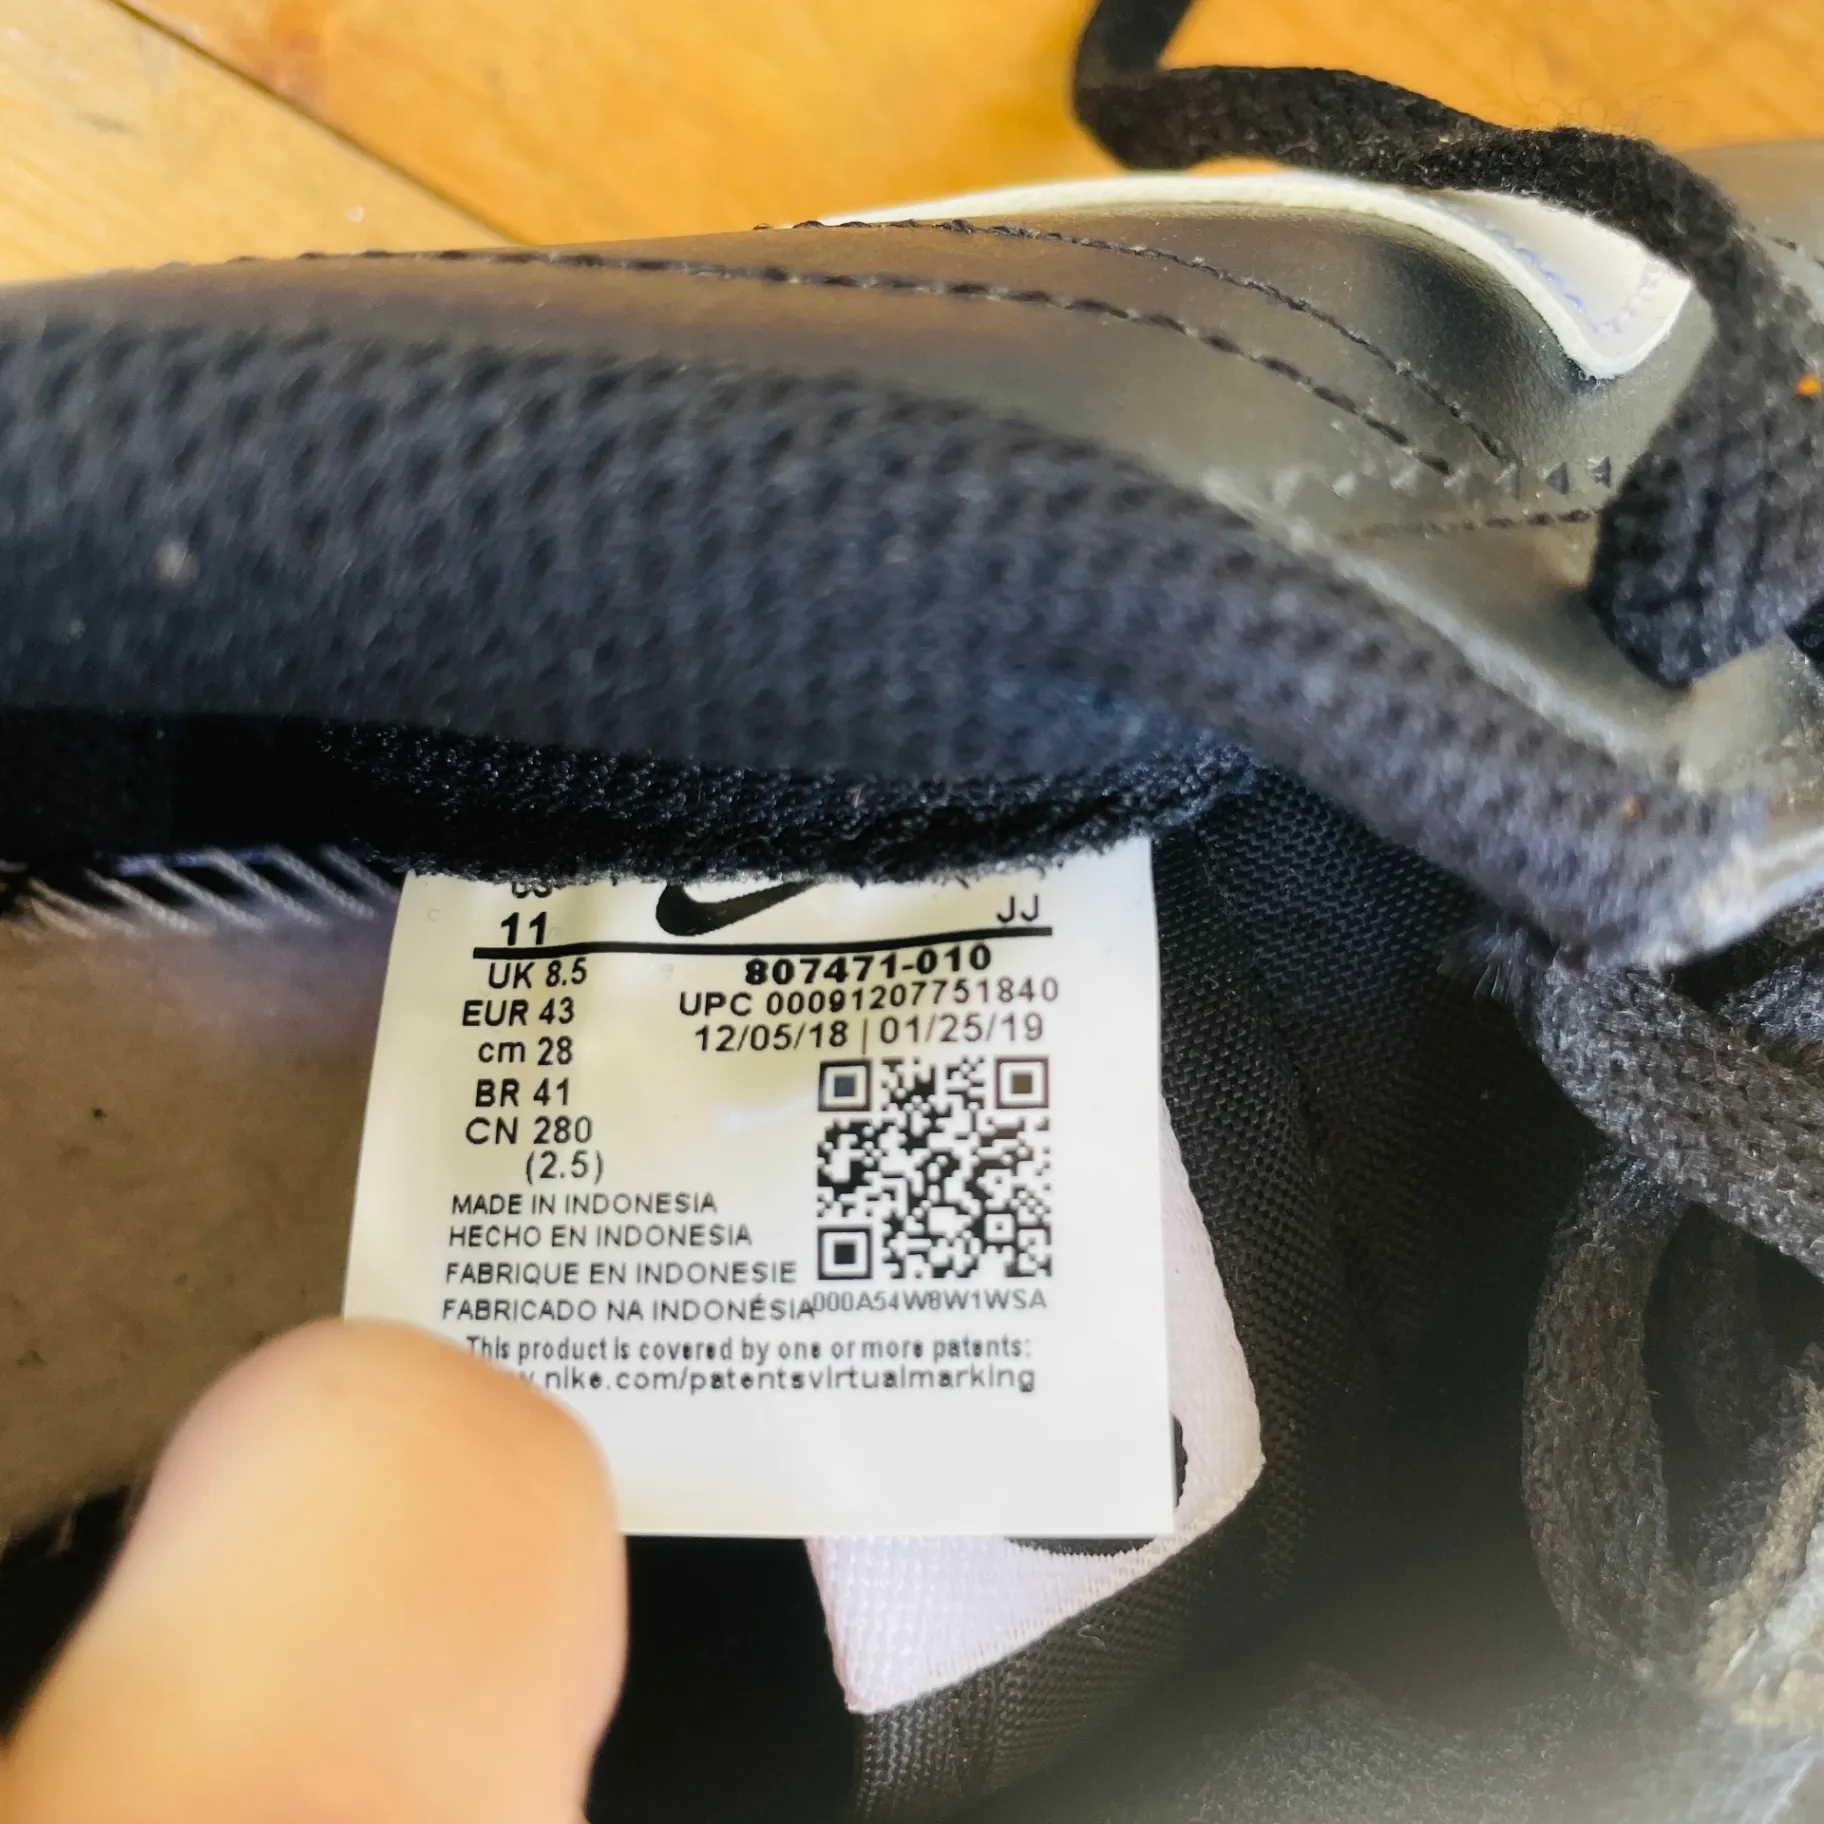 US
11
JJ
UK 8.5
807471-010
EUR 43
UPC 00091207751840
12/05/18 | 01/25/19
cm 28
BR 41
CN 280
(2.5)
MADE IN INDONESIA
HECHO EN INDONESIA
FABRIQUE EN INDONESIE
FABRICADO NA INDONÉSIA
000A54W8W1WSA
This product is covered by one or more patents:
.nike.com/patentsvirtualmarking